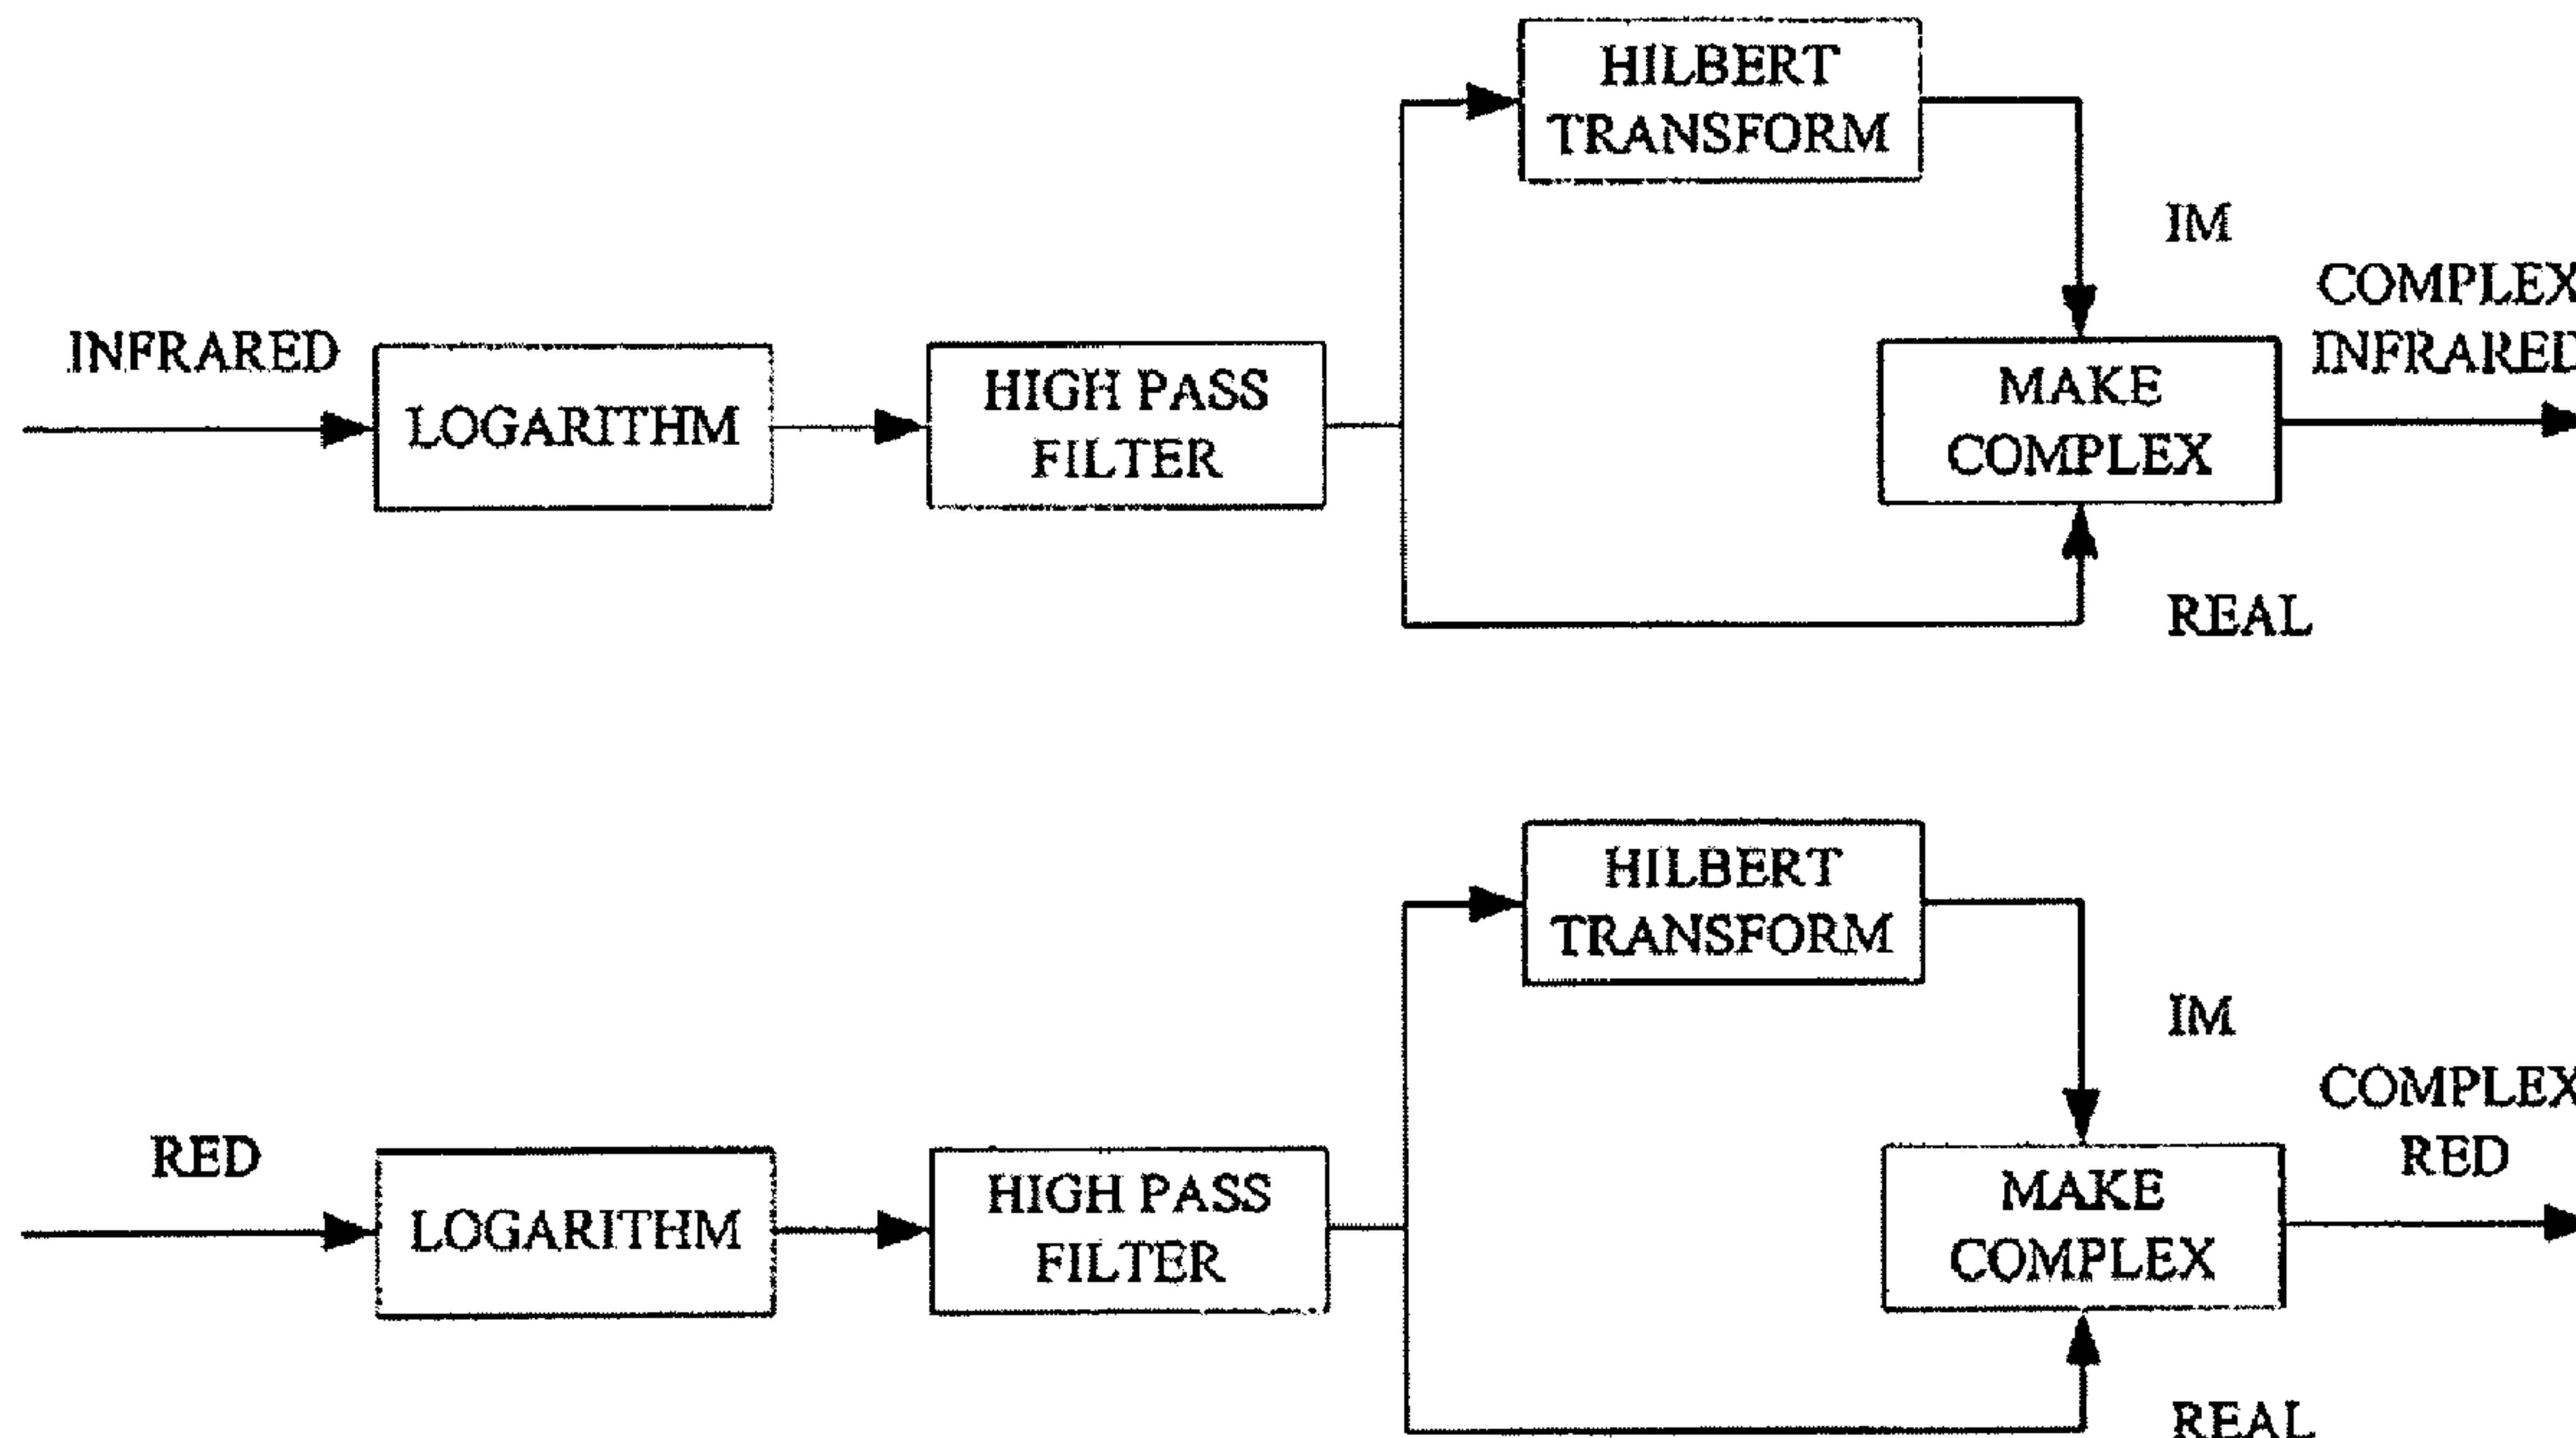 HILBERT
TRANSFORM
IM
COMPLEX
INFRARED
INFRARED
LOGARITHM
HIGH PASS
FILTER
MAKE
COMPLEX
REAL
HILBERT
TRANSFORM
IM
COMPLEX
RED
RED
LOGARITHM
HIGH PASS
FILTER
MAKE
COMPLEX
REAL